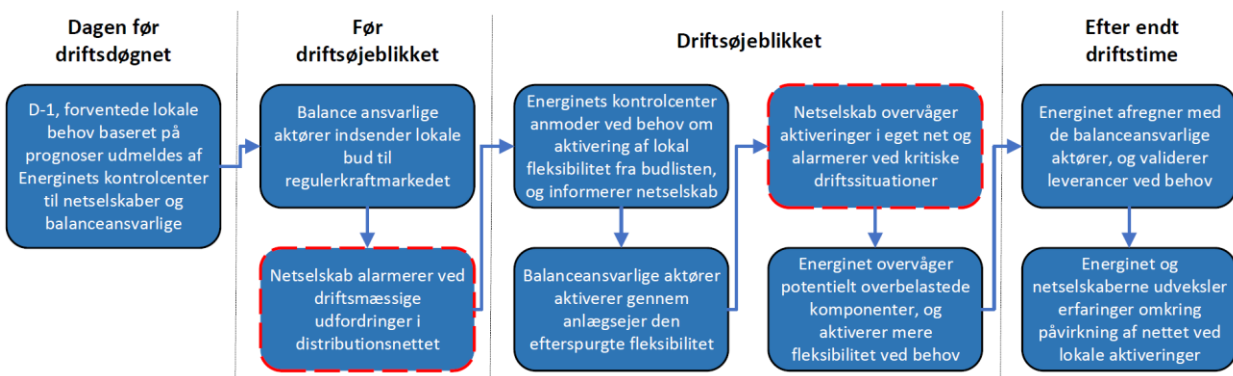 Dagen før
driftsdøgnet
D-1, forventede lokale
behov baseret på
prognoser udmeldes af
Energinets kontrolcenter
til netselskaber og
balanceansvarlige
Før
driftsøjeblikket
Balance ansvarlige
aktører indsender lokale
bud til
regulerkraftmarkedet
Netselskab alarmerer ved
driftsmæssige
udfordringer i
distributionsnettet
Driftsøjeblikket
Energinets kontrolcenter
anmoder ved behov om
aktivering af lokal
fleksibilitet fra budlisten,
og informerer netselskab
Balanceansvarlige aktører
aktiverer gennem
anlægsejer den
efterspurgte fleksibilitet
Netselskab overvåger
aktiveringer i eget net og
alarmerer ved kritiske
driftssituationer
Energinet overvåger
potentielt overbelastede
komponenter, og
aktiverer mere
fleksibilitet ved behov
Efter endt
driftstime
Energinet afregner med
de balanceansvarlige
aktører, og validerer
leverancer ved behov
Energinet og
netselskaberne udveksler
erfaringer omkring
påvirkning af nettet ved
lokale aktiveringer